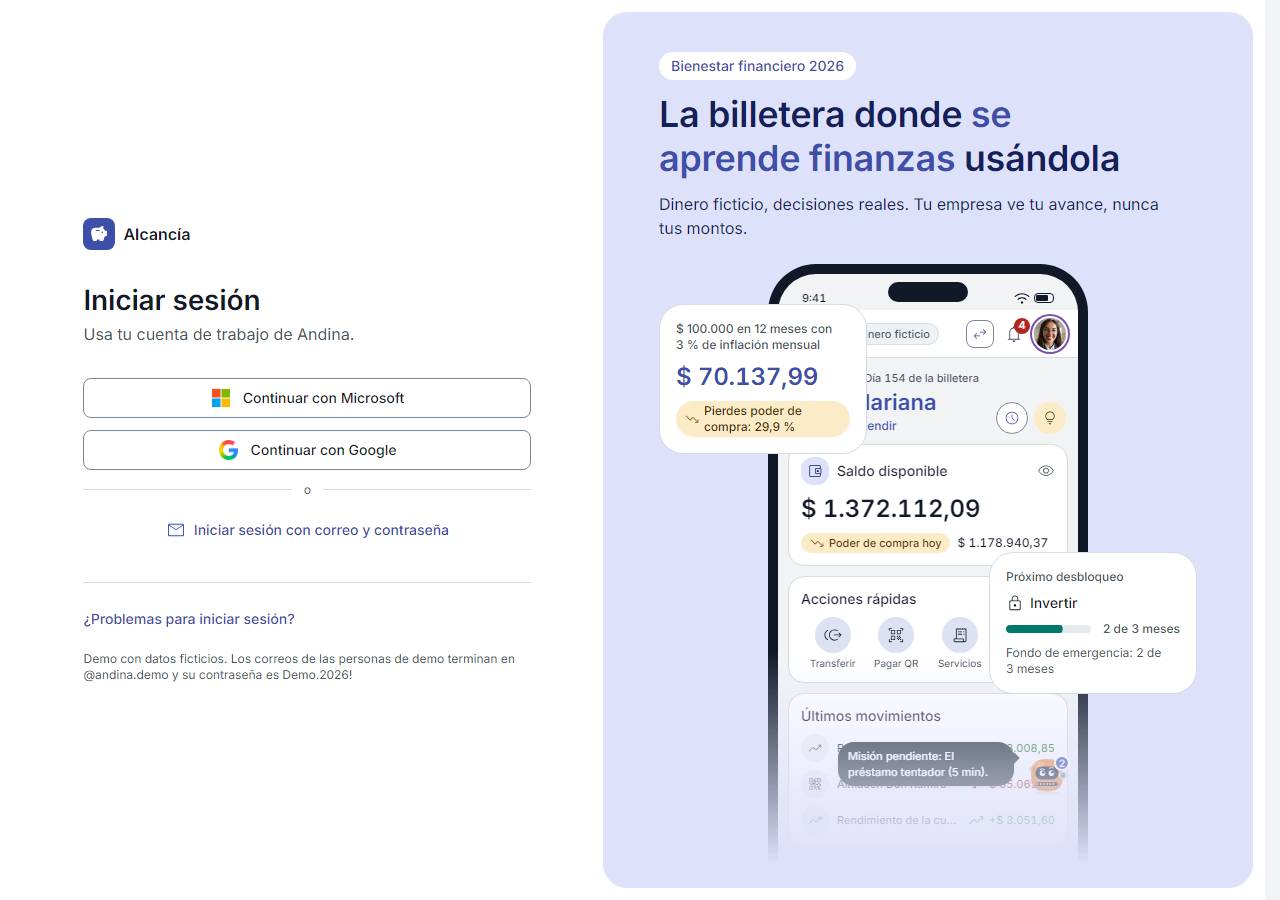 Alcancía
Iniciar sesión
Usa tu cuenta de trabajo de Andina.
Continuar con Microsoft
Continuar con Google
o
Iniciar sesión con correo y contraseña
¿Problemas para iniciar sesión?
Demo con datos ficticios. Los correos de las personas de demo terminan en
@andina.demo y su contraseña es Demo.2026!
Bienestar financiero 2026
La billetera donde se
aprende finanzas usándola
Dinero ficticio, decisiones reales. Tu empresa ve tu avance, nunca
tus montos.
9:41
$ 100.000 en 12 meses con
3 % de inflación mensual
$ 70.137,99
Pierdes poder de
compra: 29,9 %
ficticio
4
Día 154 de la billetera
Saldo disponible
$ 1.372.112,09
Poder de compra hoy
$ 1.178.940,37
Próximo desbloqueo
Invertir
2 de 3 meses
Fondo de emergencia: 2 de
3 meses
Acciones rápidas
Transferir
Pagar QR
Servicios
Últimos movimientos
Misión pendiente: El
préstamo tentador (5 min).
2
Rendimiento de la cu...
+$ 3.051,60